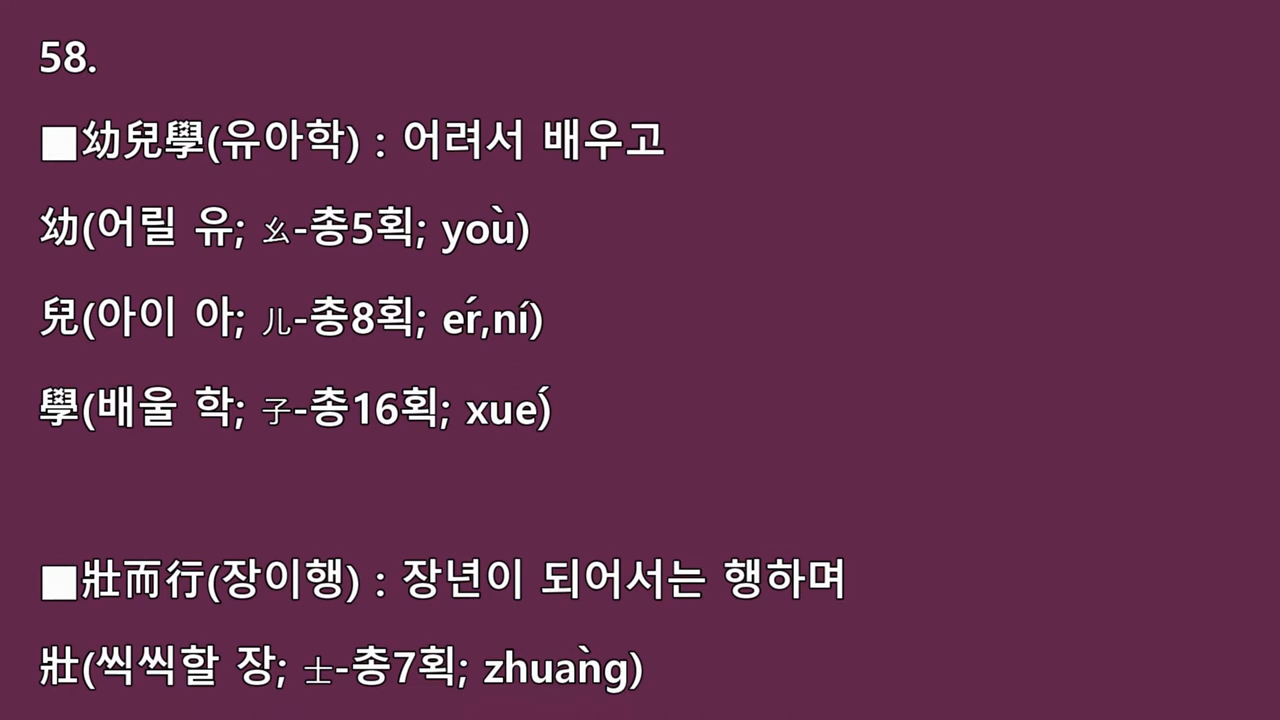 58.
■幼兒學(유아학) : 어려서 배우고
幼(어릴 유; 幺-총5획; yoù)
兒(아이 아; 儿-총8획; eŕ,ní)
學(배울 학; 子-총16획; xué)
■壯而行(장이행) : 장년이 되어서는 행하며
壯(씩씩할 장; 士-총7획; zhuaǹg)